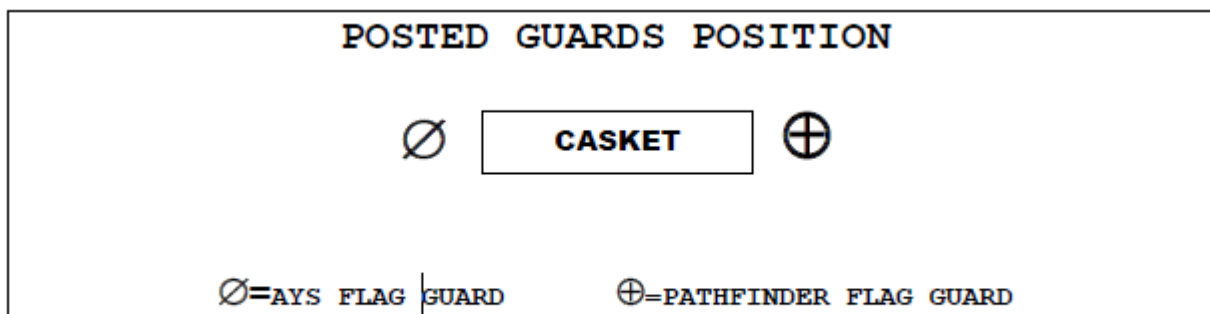 POSTED GUARDS POSITION
∅ CASKET ⊕
∅=AYS FLAG GUARD ⊕=PATHFINDER FLAG GUARD